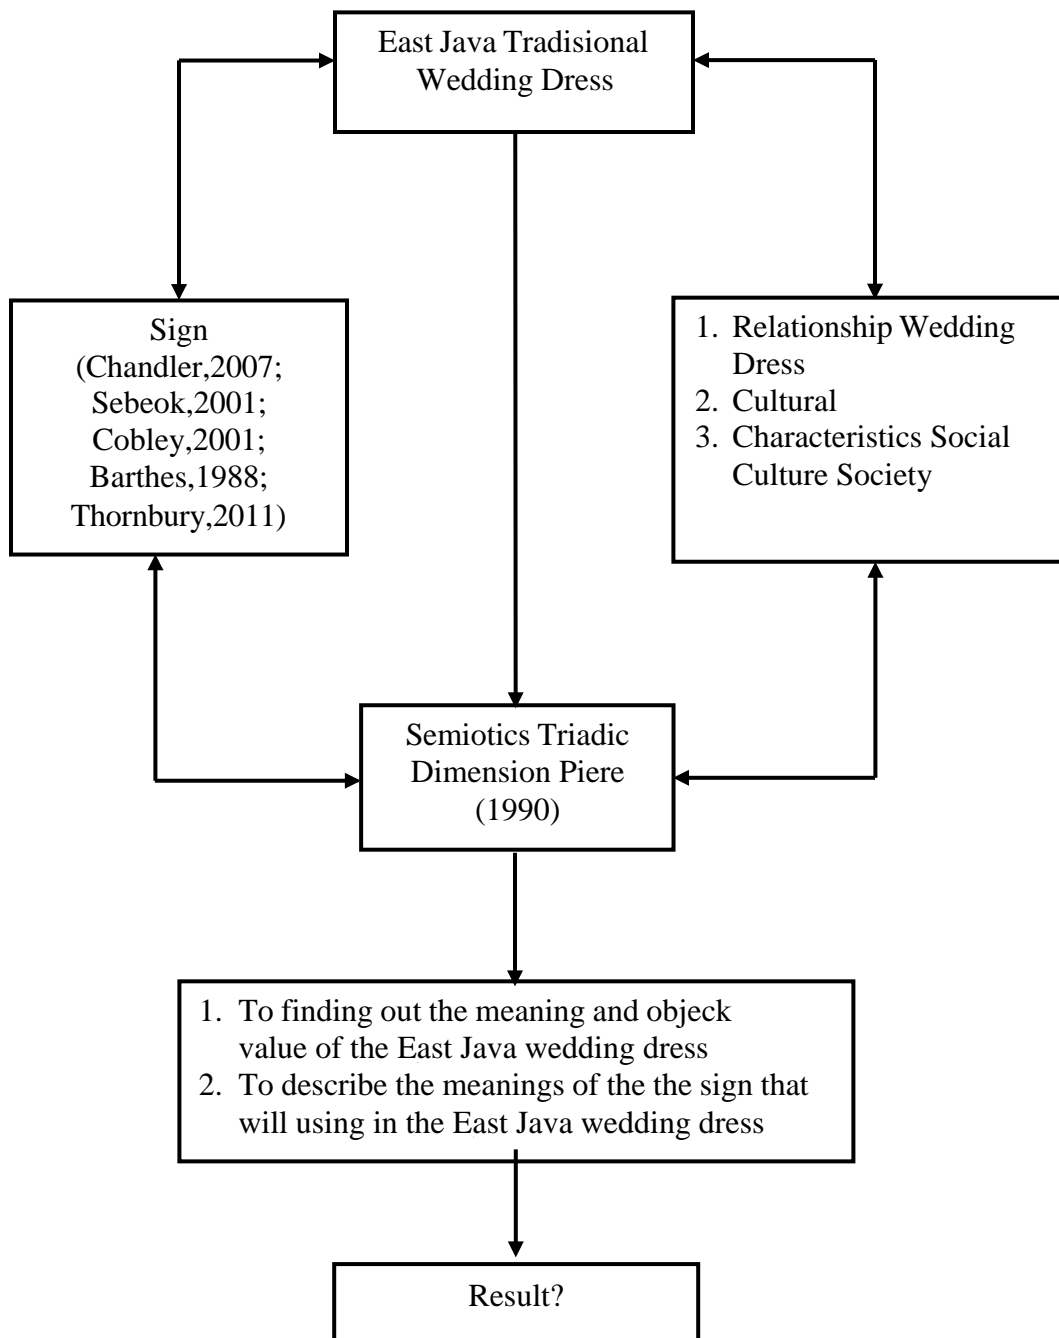 East Java Tradisional
Wedding Dress
Sign
(Chandler,2007;
Sebeok,2001;
Cobley,2001;
Barthes,1988;
Thornbury,2011)
1. Relationship Wedding
Dress
2. Cultural
3. Characteristics Social
Culture Society
Semiotics Triadic
Dimension Piere
(1990)
1. To finding out the meaning and objeck
value of the East Java wedding dress
2. To describe the meanings of the the sign that
will using in the East Java wedding dress
Result?